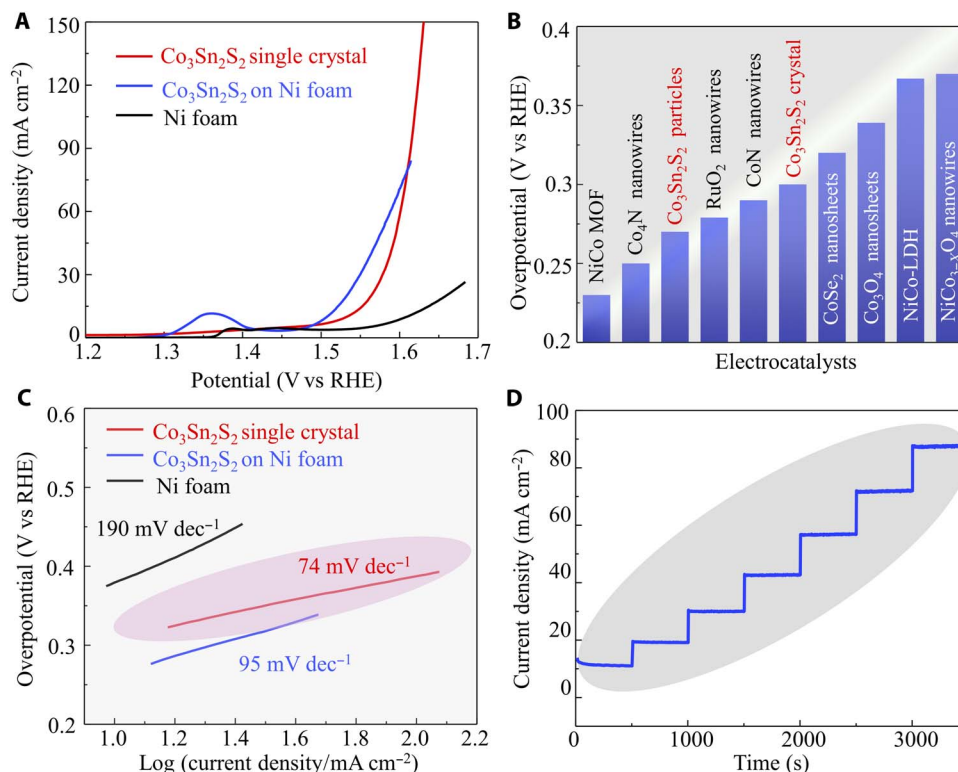 A
150
120
90
60
30
0
Current density (mA cm⁻²)
Co₃Sn₂S₂ single crystal
Co₃Sn₂S₂ on Ni foam
Ni foam
1.2 1.3 1.4 1.5 1.6 1.7
Potential (V vs RHE)
B
0.4
0.35
0.3
0.25
0.2
Overpotential (V vs RHE)
NiCo MOF
Co₄N nanowires
Co₃Sn₂S₂ particles
RuO₂ nanowires
CoN nanowires
Co₃Sn₂S₂ crystal
CoSe₂ nanosheets
Co₃O₄ nanosheets
NiCo-LDH
NiCo₃₋ₓO₄ nanowires
Electrocatalysts
C
0.6
0.5
0.4
0.3
0.2
Overpotential (V vs RHE)
Co₃Sn₂S₂ single crystal
Co₃Sn₂S₂ on Ni foam
Ni foam
190 mV dec⁻¹
74 mV dec⁻¹
95 mV dec⁻¹
1.0 1.2 1.4 1.6 1.8 2.0 2.2
Log (current density/mA cm⁻²)
D
100
80
60
40
20
0
Current density (mA cm⁻²)
0 1000 2000 3000
Time (s)